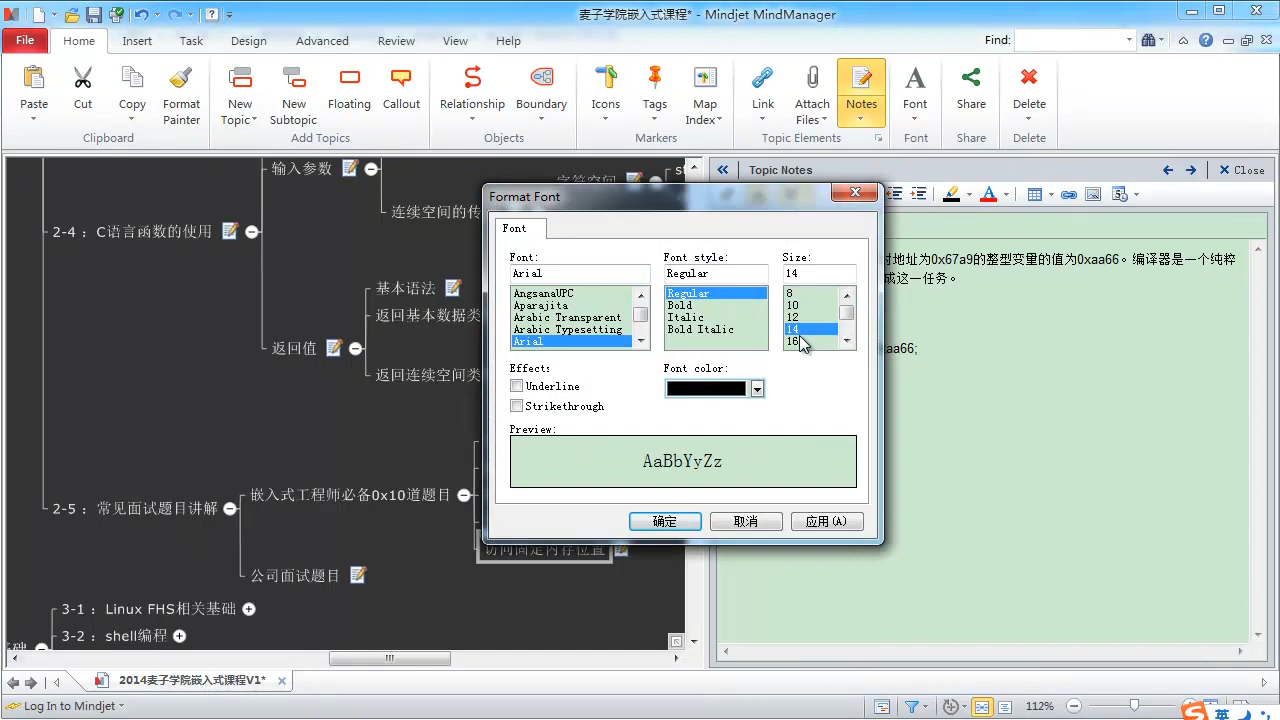 麦子学院嵌入式课程* - Mindjet MindManager
File Home Insert Task Design Advanced Review View Help Find:
Paste Cut Copy Format Painter New Topic New Subtopic Floating Callout Relationship Boundary Icons Tags Map Index Link Attach Files Notes Font Share Delete
Clipboard Add Topics Objects Markers Topic Elements Font Share Delete
Topic Notes Close
输入参数
连续空间的传
2-4： C语言函数的使用
基本语法
返回基本数据类
返回值
返回连续空间类
嵌入式工程师必备0x10道题目
2-5： 常见面试题目讲解
访问固定内存位置
公司面试题目
3-1： Linux FHS相关基础
3-2： shell编程
Format Font
Font
Font: Font style: Size:
Arial Regular 14
AngsanaUPC Regular 8
Aparajita Bold 10
Arabic Transparent Italic 12
Arabic Typesetting Bold Italic 14
Arial 16
Effects: Font color:
Underline
Strikethrough
Preview:
AaBbYyZz
确定 取消 应用(A)
对地址为0x67a9的整型变量的值为0xaa66。编译器是一个纯粹
成这一任务。
aa66;
2014麦子学院嵌入式课程V1*
Log In to Mindjet 112%
英